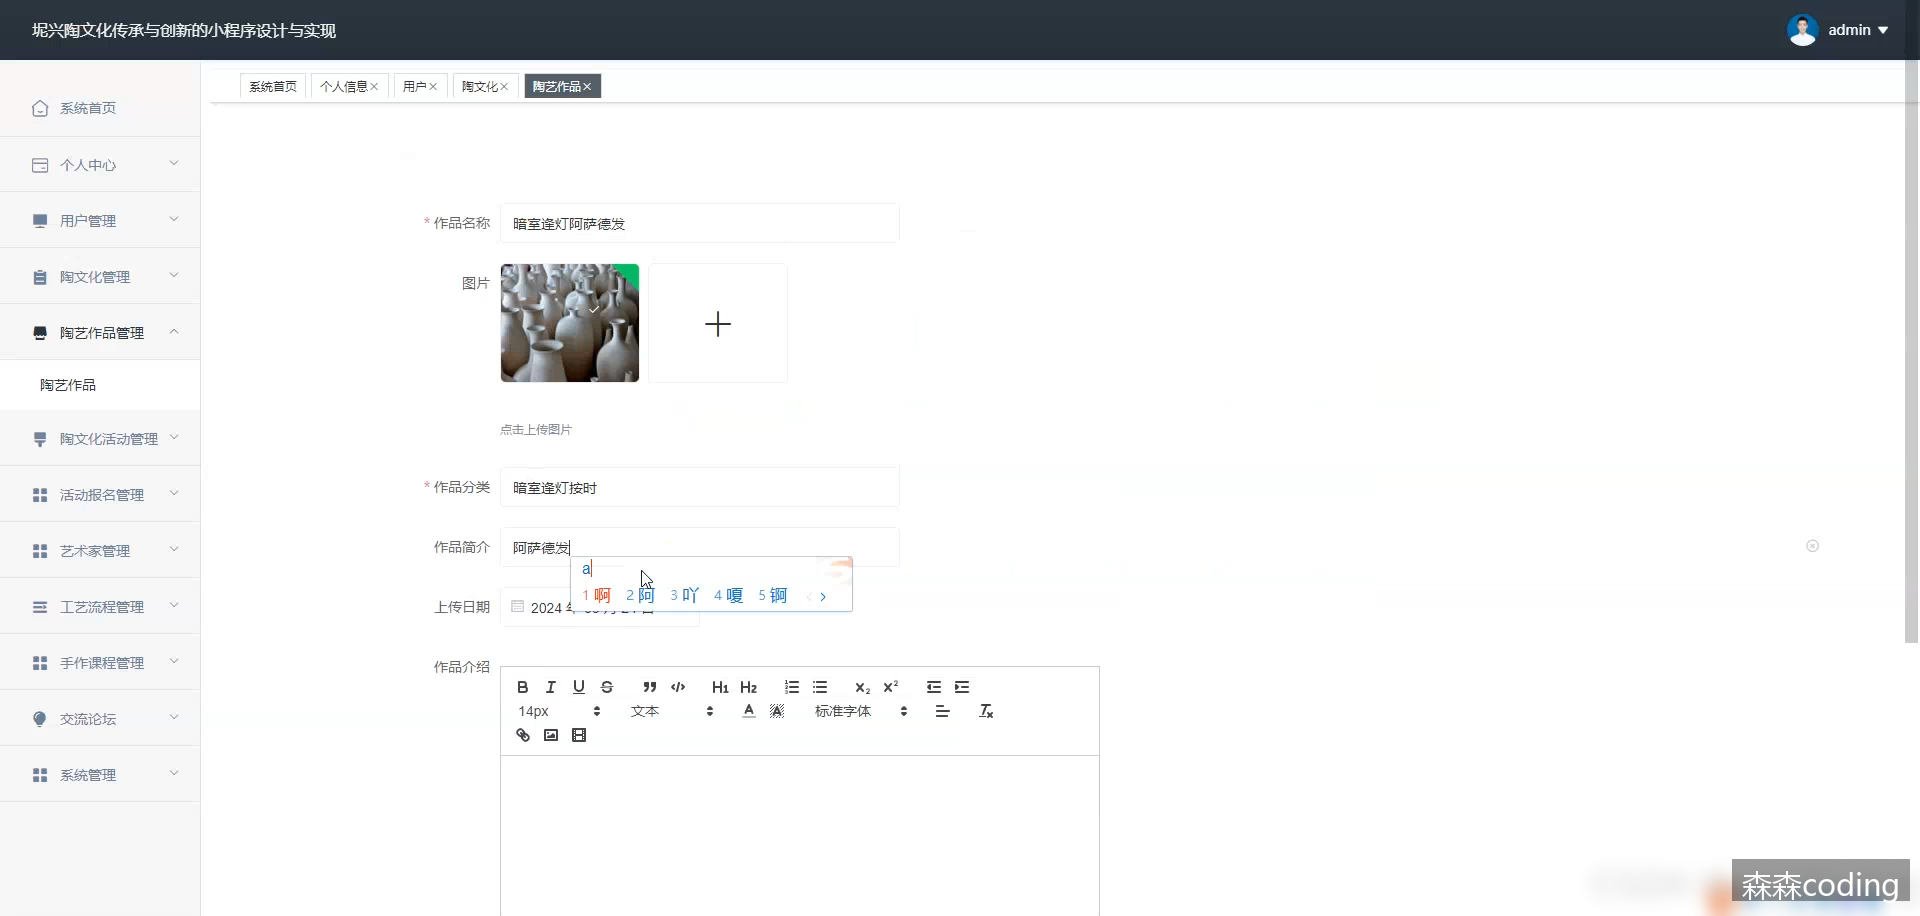 坭兴陶文化传承与创新的小程序设计与实现
admin
系统首页
个人信息
用户
陶文化
陶艺作品
系统首页
个人中心
用户管理
陶文化管理
陶艺作品管理
陶艺作品
陶文化活动管理
活动报名管理
艺术家管理
工艺流程管理
手作课程管理
交流论坛
系统管理
* 作品名称
暗室逢灯阿萨德发
图片
点击上传图片
* 作品分类
暗室逢灯按时
作品简介
阿萨德发
a
1 啊 2 阿 3 吖 4 嗄 5 锕
上传日期
2024
作品介绍
B I U S H1 H2 X2 X2
14px 文本 A A 标准字体 Tx
森森coding